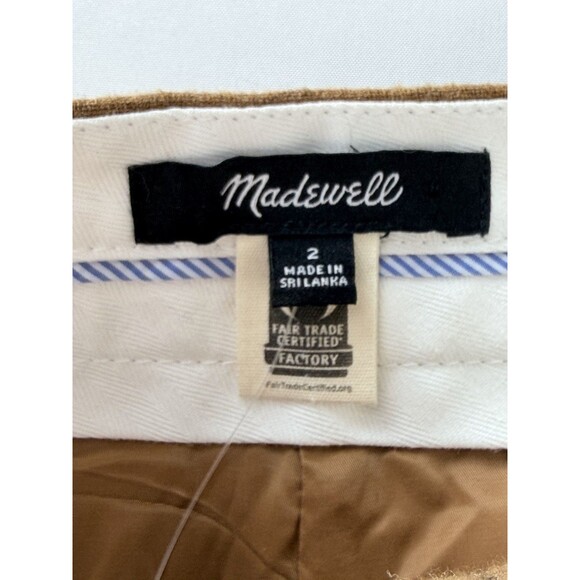 Madewell
2
MADE IN
SRI LANKA
FAIR TRADE
CERTIFIED
FACTORY
FairTradeCertified.org